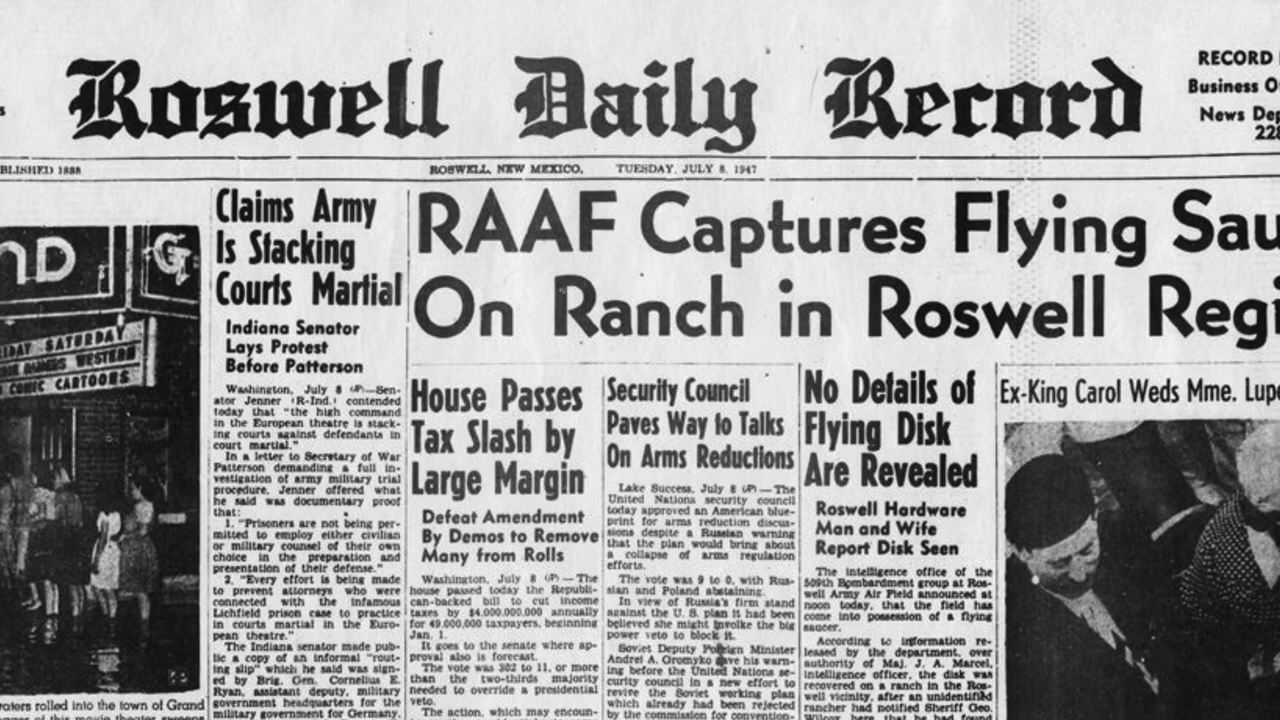 Roswell Daily Record
RECORD
Business
News
BLISHED 1888
ROSWELL, NEW MEXICO, TUESDAY, JULY 8, 1947
SATURDAY
WESTERN
COMIC CARTOONS
rators rolled into the town of Grand
Claims Army
Is Stacking
Courts Martial
Indiana Senator
Lays Protest
Before Patterson
Washington, July 8 (AP)—Sen-
ator Jenner (R-Ind.) contended
today that "the high command
in the European theatre is stack-
ing courts against defendants in
court martial."
In a letter to Secretary of War
Patterson demanding a full in-
vestigation of army military trial
procedure, Jenner offered what
he said was documentary proof
that:
1. "Prisoners are not being per-
mitted to employ either civilian
or military counsel of their own
choice in the preparation and
presentation of their defense."
2. "Every effort is being made
to prevent attorneys who were
connected with the infamous
Lichfield prison case to practice
in courts martial in the Euro-
pean theatre."
The Indiana senator made pub-
lic a copy of an informal "rout-
ing slip" which he said was sign-
ed by Brig. Gen. Cornelius E.
Ryan, assistant deputy, military
government headquarters for the
military government for Germany,
RAAF Captures Flying Sau
On Ranch in Roswell Regi
House Passes
Tax Slash by
Large Margin
Defeat Amendment
By Demos to Remove
Many from Rolls
Washington, July 8 (AP)—The
house passed today the Republi-
can-backed bill to cut income
taxes by $4,000,000,000 annually
for 49,000,000 taxpayers, beginning
Jan. 1.
It goes to the senate where ap-
proval also is forecast.
The vote was 302 to 11, or more
than the two-thirds majority
needed to override a presidential
veto.
The action, which may encoun-
Security Council
Paves Way to Talks
On Arms Reductions
Lake Success, July 8 (AP)—The
United Nations security council
today approved an American blue-
print for arms reduction discus-
sions despite a Russian warning
that the plan would bring about
a collapse of arms regulation
efforts.
The vote was 9 to 0, with Rus-
sian and Poland abstaining.
In view of Russia's firm stand
against the U. S. plan it had been
believed she might invoke the big
power veto to block it.
Soviet Deputy Foreign Minister
Andrei A. Gromyko gave his warn-
ing before the United Nations se-
curity council in a new effort to
revive the Soviet working plan
which already had been rejected
by the commission for convention-
No Details of
Flying Disk
Are Revealed
Roswell Hardware
Man and Wife
Report Disk Seen
The intelligence office of the
509th Bombardment group at Ros-
well Army Air Field announced at
noon today, that the field has
come into possession of a flying
saucer.
According to information re-
leased by the department, over
authority of Maj. J. A. Marcel,
intelligence officer, the disk was
recovered on a ranch in the Ros-
well vicinity, after an unidentified
rancher had notified Sheriff Geo.
Wilcox, here, that he had found
Ex-King Carol Weds Mme. Lupe